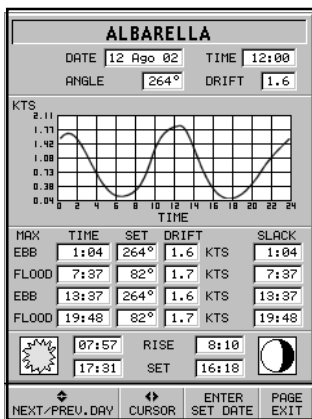 ALBARELLA
DATE 12 Ago 02 TIME 12:00
ANGLE 264° DRIFT 1.6
KTS
2.11
1.77
1.42
1.08
0.73
0.38
0.04
0 2 4 6 8 10 12 14 16 18 20 22 24
TIME
MAX TIME SET DRIFT SLACK
EBB 1:04 264° 1.6 KTS 1:04
FLOOD 7:37 82° 1.7 KTS 7:37
EBB 13:37 264° 1.6 KTS 13:37
FLOOD 19:48 82° 1.7 KTS 19:48
07:57 RISE 8:10
17:31 SET 16:18
NEXT/PREV.DAY CURSOR ENTER SET DATE PAGE EXIT